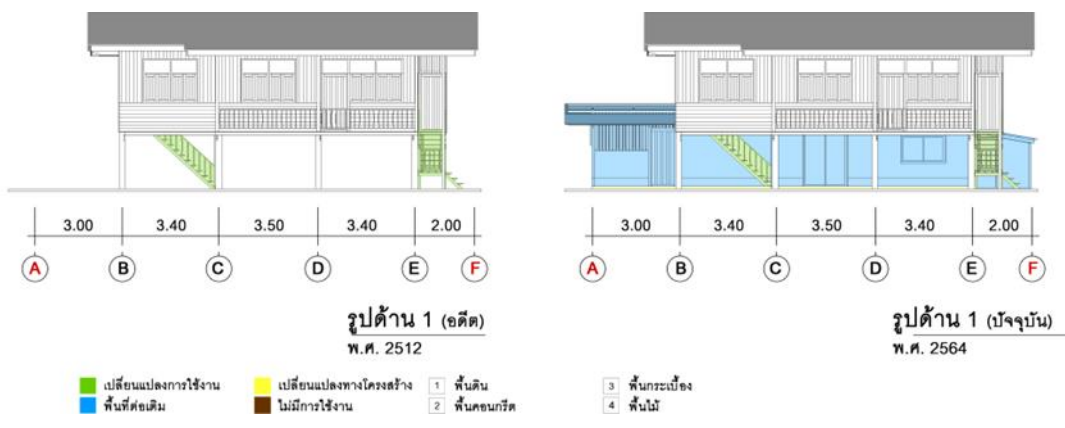 3.00 3.40 3.50 3.40 2.00
A B C D E F
รูปด้าน 1 (อดีต)
พ.ศ. 2512
3.00 3.40 3.50 3.40 2.00
A B C D E F
รูปด้าน 1 (ปัจจุบัน)
พ.ศ. 2564
เปลี่ยนแปลงการใช้งาน เปลี่ยนแปลงทางโครงสร้าง 1 พื้นดิน 3 พื้นกระเบื้อง
พื้นที่ต่อเติม ไม่มีการใช้งาน 2 พื้นคอนกรีต 4 พื้นไม้